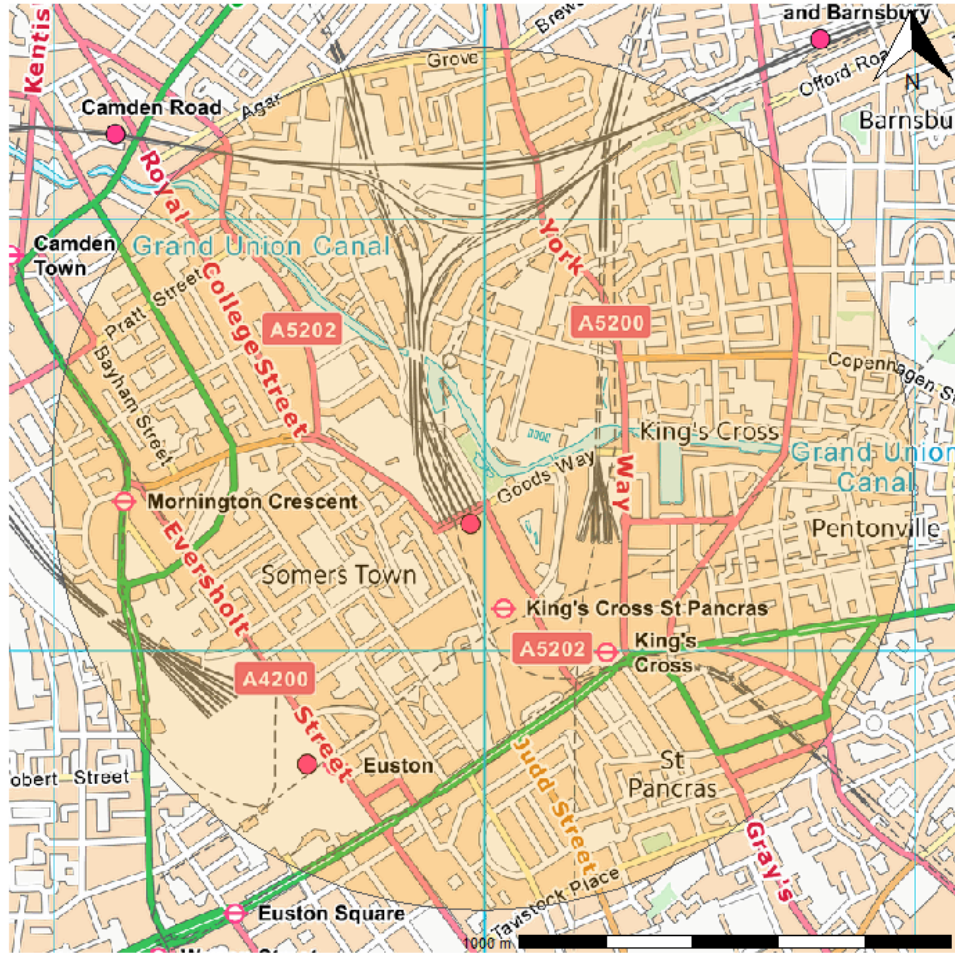 and Barnsbury
Kentis
Brews
Grove
Offord Roa
N
Camden Road
Agar
Barnsbu
Royal College Street
Camden
Town
Grand Union Canal
York Way
Pratt Street
A5202
A5200
Bayham Street
Copenhagen St
King's Cross
Grand Union
Canal
Goods Way
Mornington Crescent
Pentonville
Eversholt Street
Somers Town
King's Cross St Pancras
A5202
King's
Cross
A4200
Euston
Judd Street
St
Pancras
obert Street
Gray's
Tavistock Place
Euston Square
1000 m